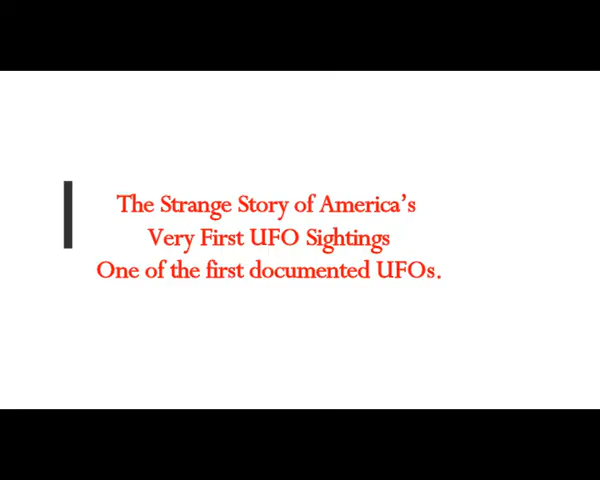 The Strange Story of America’s
Very First UFO Sightings
One of the first documented UFOs.